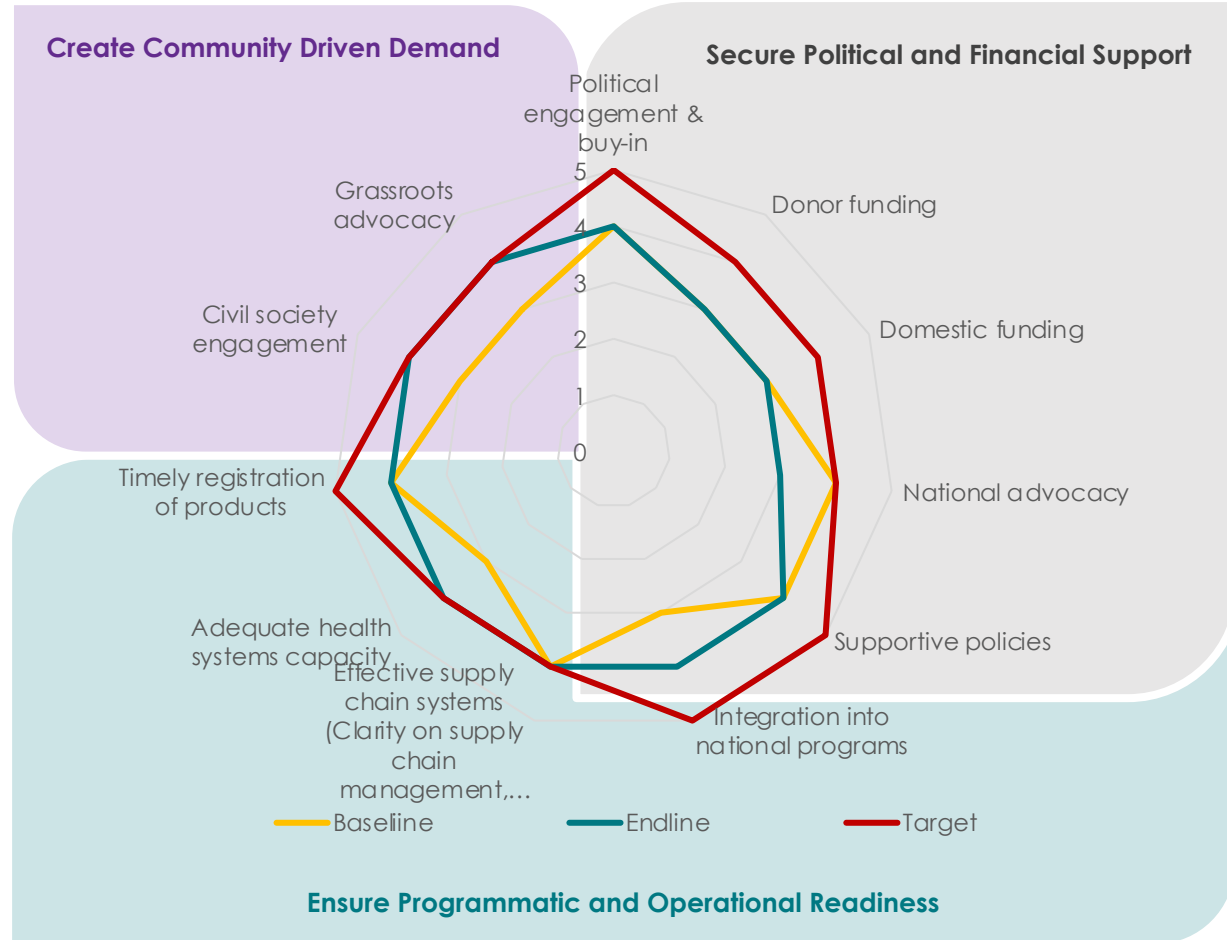 Create Community Driven Demand
Secure Political and Financial Support
Political
engagement &
buy-in
Donor funding
Domestic funding
National advocacy
Supportive policies
Integration into
national programs
Effective supply
chain systems
(Clarity on supply
chain
management,...
Adequate health
systems capacity
Timely registration
of products
Civil society
engagement
Grassroots
advocacy
5
4
3
2
1
0
Baseliine
Endline
Target
Ensure Programmatic and Operational Readiness